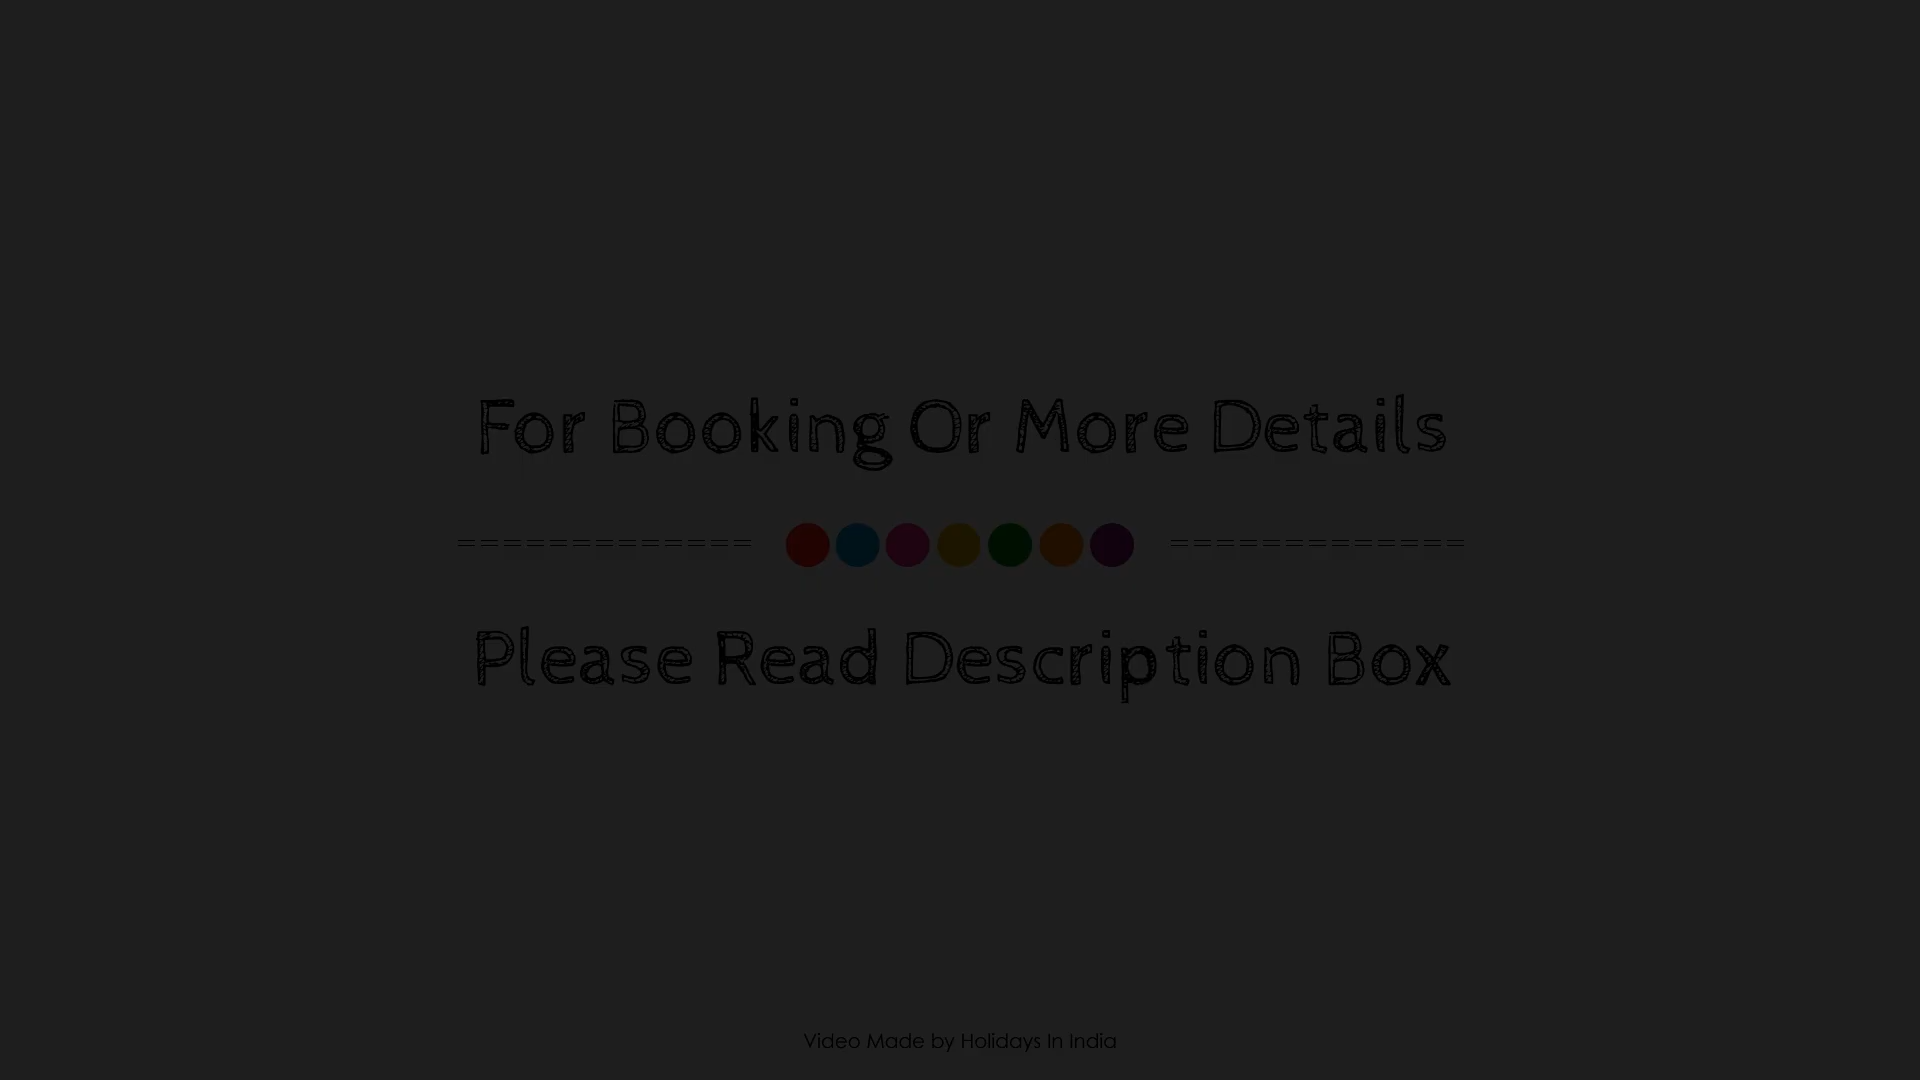 For Booking Or More Details
============= =============
Please Read Description Box
Video Made by Holidays In India